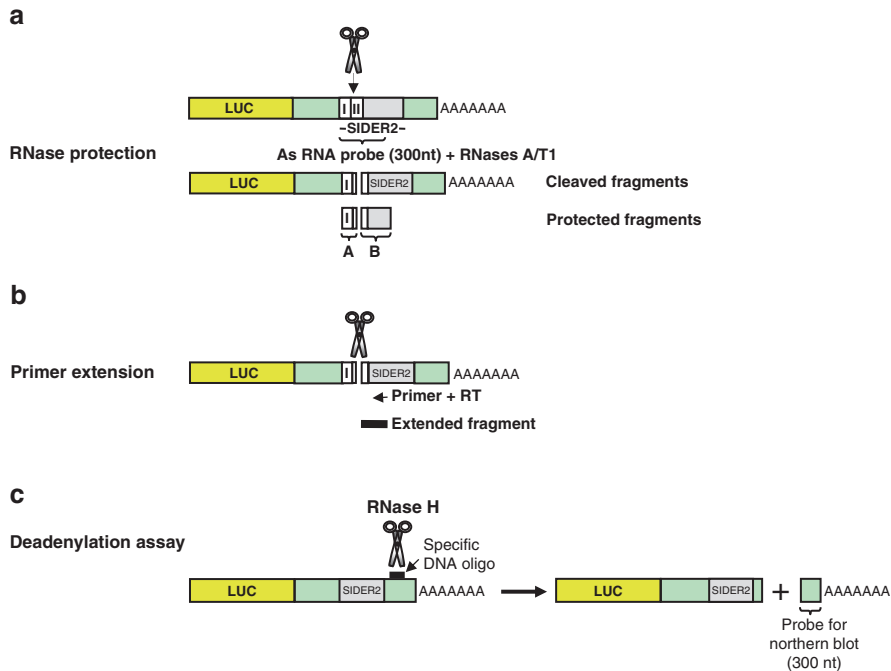 a
LUC I II AAAAAAA
–SIDER2–
RNase protection
As RNA probe (300nt) + RNases A/T1
LUC I SIDER2 AAAAAAA Cleaved fragments
I Protected fragments
A B
b
Primer extension
LUC I SIDER2 AAAAAAA
Primer + RT
Extended fragment
c
RNase H
Deadenylation assay
Specific
DNA oligo
LUC SIDER2 AAAAAAA LUC SIDER2 + AAAAAAA
Probe for
northern blot
(300 nt)